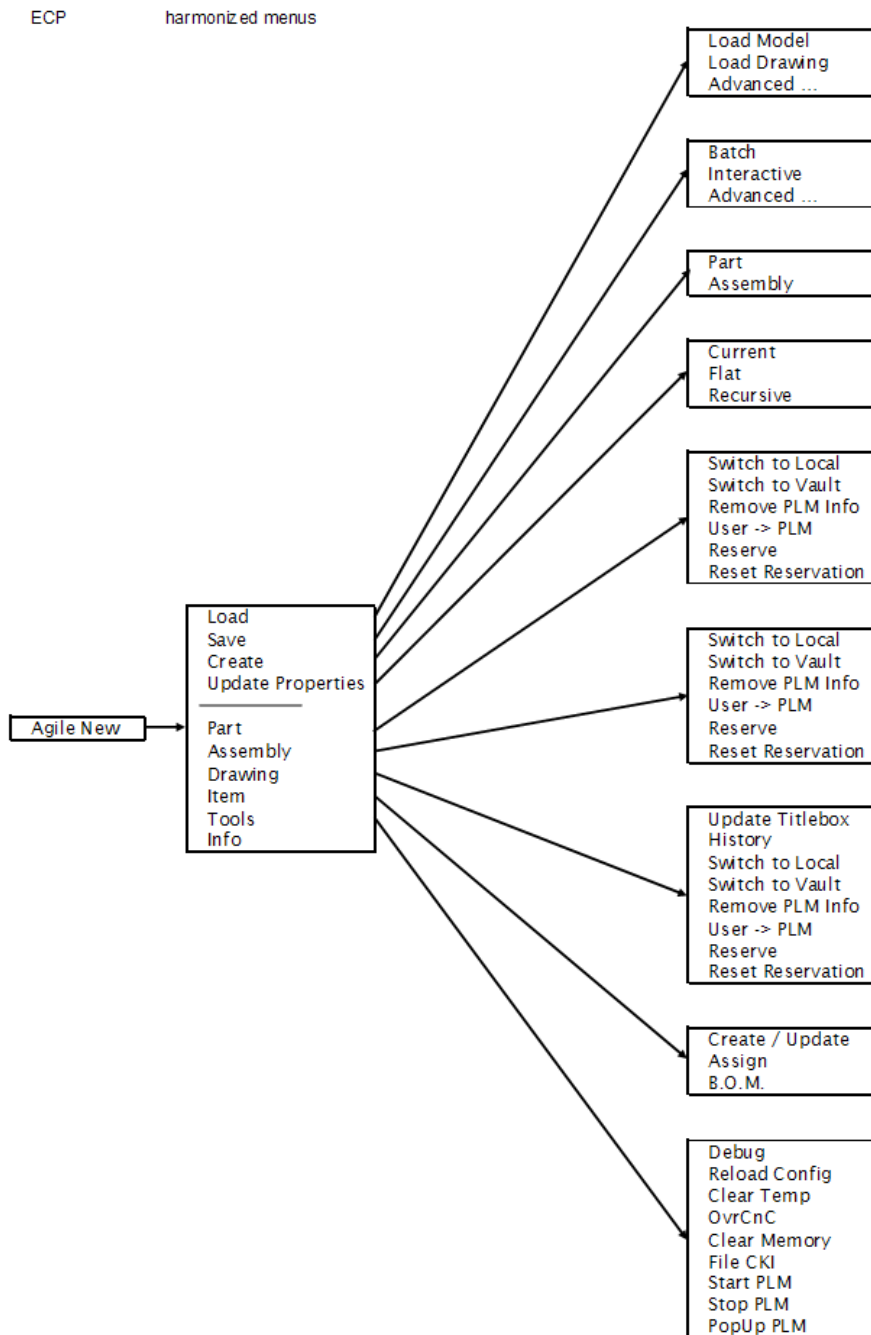 ECP harmonized menus
Load Model
Load Drawing
Advanced ...
Batch
Interactive
Advanced ...
Part
Assembly
Current
Flat
Recursive
Switch to Local
Switch to Vault
Remove PLM Info
User -> PLM
Reserve
Reset Reservation
Load
Save
Create
Update Properties
Part
Assembly
Drawing
Item
Tools
Info
Agile New
Switch to Local
Switch to Vault
Remove PLM Info
User -> PLM
Reserve
Reset Reservation
Update Titlebox
History
Switch to Local
Switch to Vault
Remove PLM Info
User -> PLM
Reserve
Reset Reservation
Create / Update
Assign
B.O.M.
Debug
Reload Config
Clear Temp
OvrCnC
Clear Memory
File CKI
Start PLM
Stop PLM
PopUp PLM